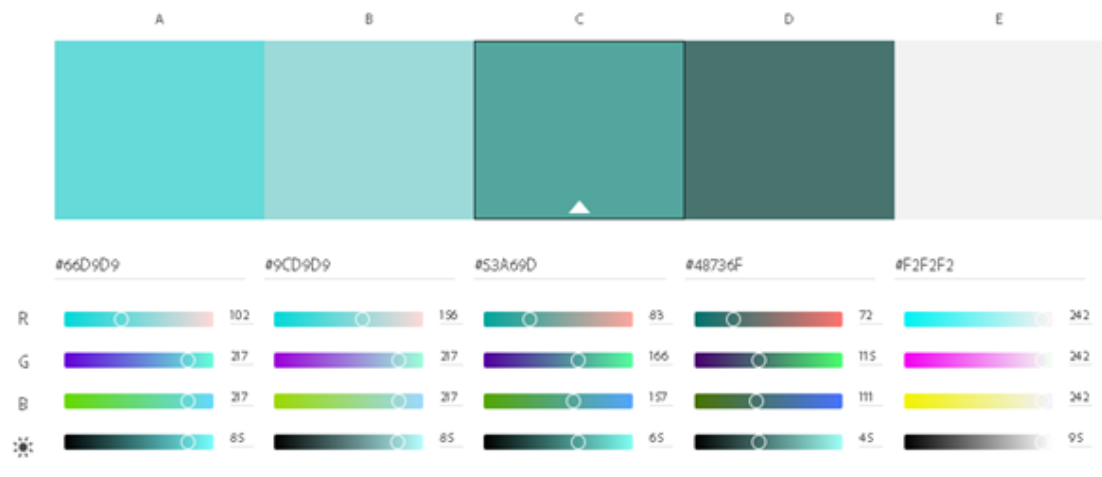 A B C D E
#66D9D9 #9CD9D9 #53A69D #48736F #F2F2F2
R 102 156 83 72 242
G 217 217 166 115 242
B 217 217 157 111 242
85 85 65 45 95